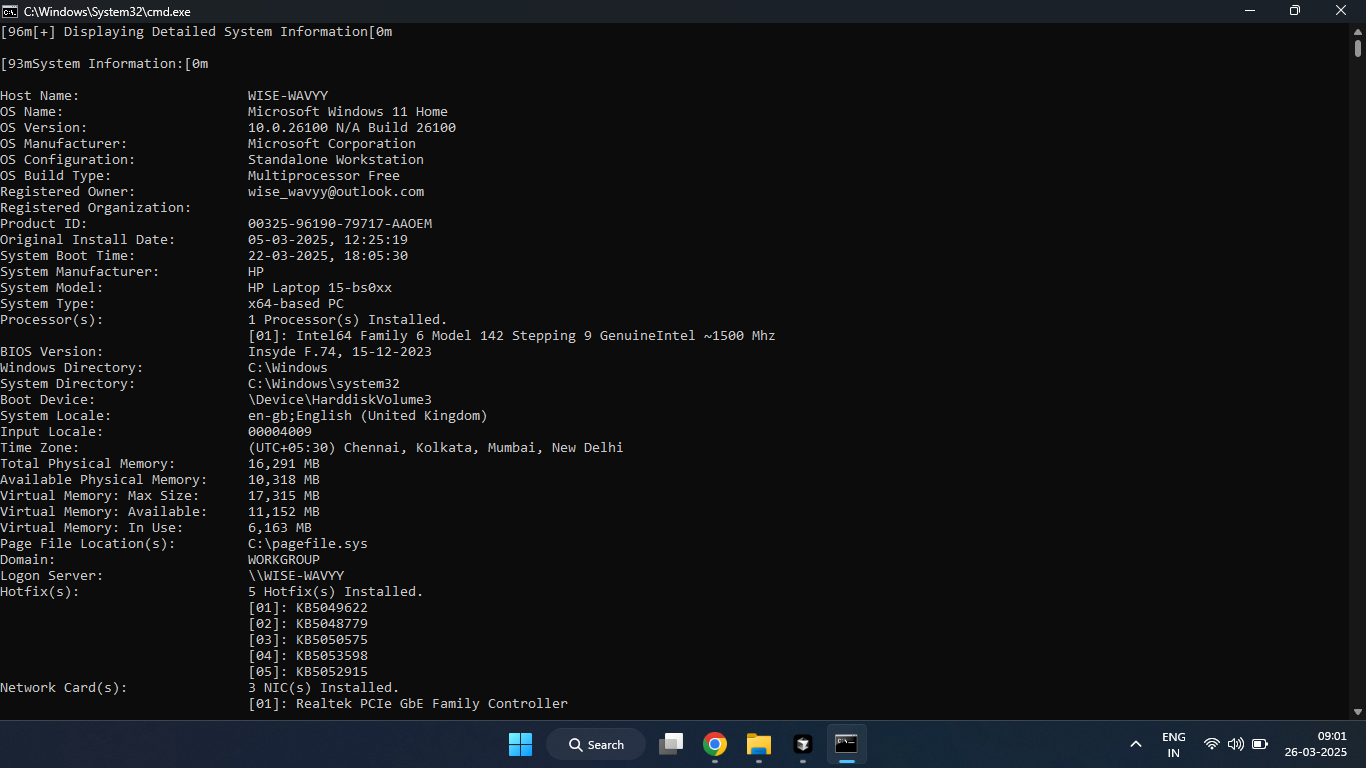 C:\Windows\System32\cmd.exe
[96m[+] Displaying Detailed System Information[0m
[93mSystem Information:[0m
Host Name: WISE-WAVYY
OS Name: Microsoft Windows 11 Home
OS Version: 10.0.26100 N/A Build 26100
OS Manufacturer: Microsoft Corporation
OS Configuration: Standalone Workstation
OS Build Type: Multiprocessor Free
Registered Owner: wise_wavyy@outlook.com
Registered Organization:
Product ID: 00325-96190-79717-AAOEM
Original Install Date: 05-03-2025, 12:25:19
System Boot Time: 22-03-2025, 18:05:30
System Manufacturer: HP
System Model: HP Laptop 15-bs0xx
System Type: x64-based PC
Processor(s): 1 Processor(s) Installed.
[01]: Intel64 Family 6 Model 142 Stepping 9 GenuineIntel ~1500 Mhz
BIOS Version: Insyde F.74, 15-12-2023
Windows Directory: C:\Windows
System Directory: C:\Windows\system32
Boot Device: \Device\HarddiskVolume3
System Locale: en-gb;English (United Kingdom)
Input Locale: 00004009
Time Zone: (UTC+05:30) Chennai, Kolkata, Mumbai, New Delhi
Total Physical Memory: 16,291 MB
Available Physical Memory: 10,318 MB
Virtual Memory: Max Size: 17,315 MB
Virtual Memory: Available: 11,152 MB
Virtual Memory: In Use: 6,163 MB
Page File Location(s): C:\pagefile.sys
Domain: WORKGROUP
Logon Server: \\WISE-WAVYY
Hotfix(s): 5 Hotfix(s) Installed.
[01]: KB5049622
[02]: KB5048779
[03]: KB5050575
[04]: KB5053598
[05]: KB5052915
Network Card(s): 3 NIC(s) Installed.
[01]: Realtek PCIe GbE Family Controller
Search
ENG
IN
09:01
26-03-2025